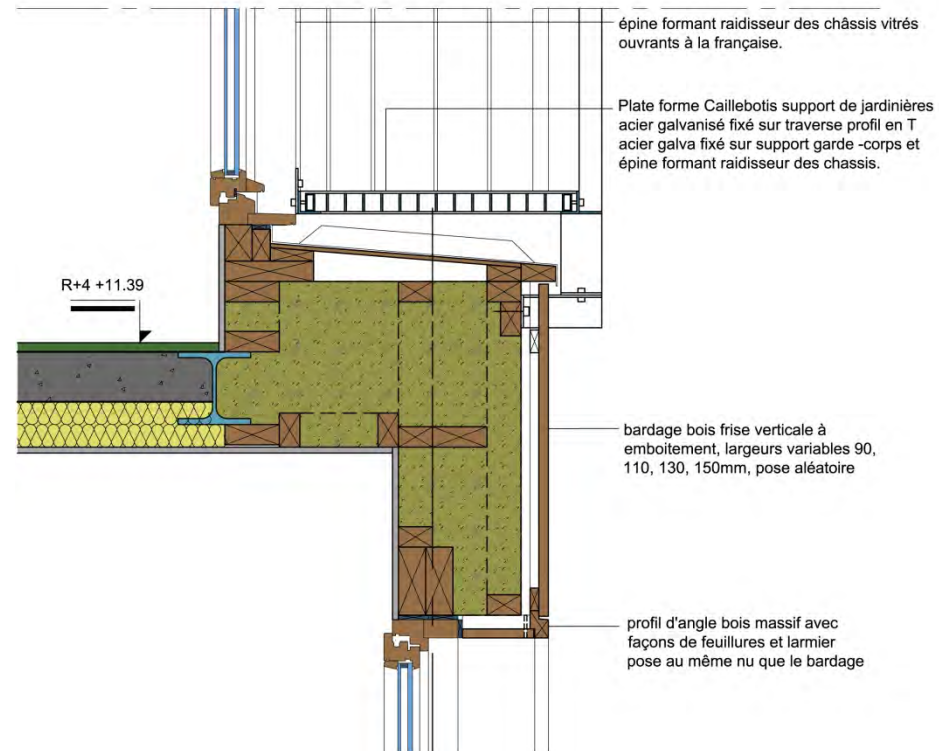 épine formant raidisseur des châssis vitrés
ouvrants à la française.
Plate forme Caillebotis support de jardinières
acier galvanisé fixé sur traverse profil en T
acier galva fixé sur support garde -corps et
épine formant raidisseur des chassis.
R+4 +11.39
bardage bois frise verticale à
emboitement, largeurs variables 90,
110, 130, 150mm, pose aléatoire
profil d'angle bois massif avec
façons de feuillures et larmier
pose au même nu que le bardage